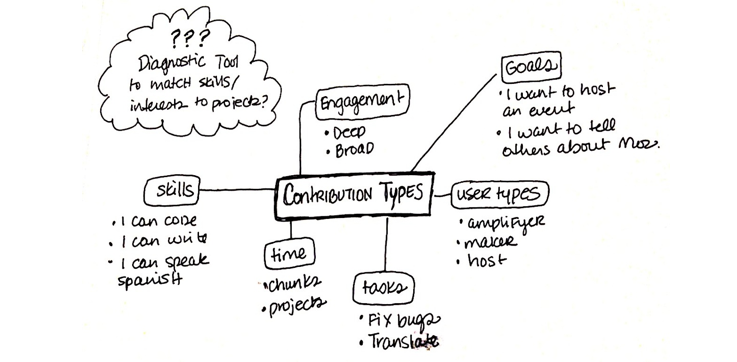 ???
Diagnostic Tool
to match skills/
interests to projects?
Engagement
• Deep
• Broad
Goals
• I want to host
an event
• I want to tell
others about Moz.
skills
• I can code
• I can write
• I can speak
spanish
CONTRIBUTION TYPES
user types
• amplifyer
• maker
• host
time
• chunks
• projects
tasks
• Fix bugs
• Translate